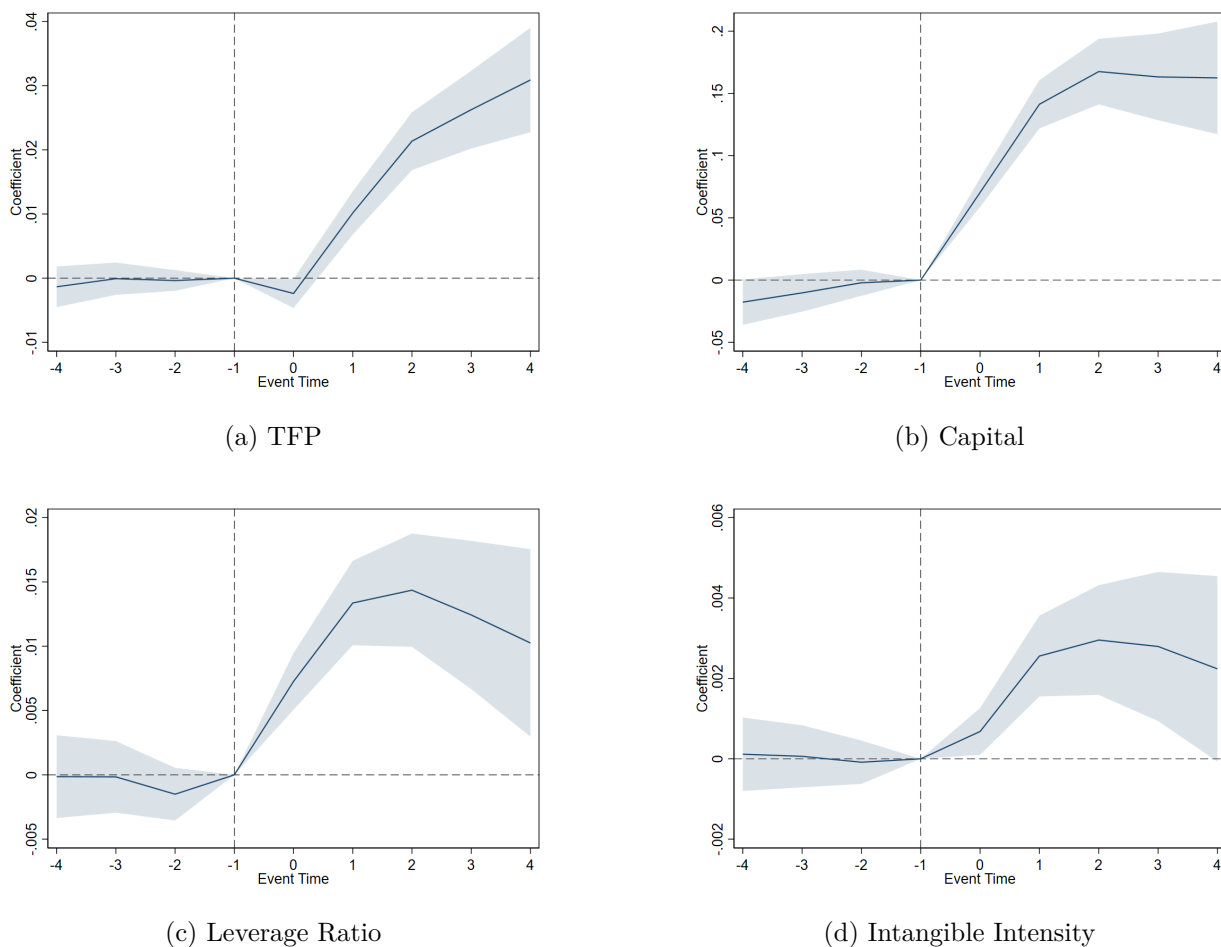 Coefficient
-.01 0 .01 .02 .03 .04
-4 -3 -2 -1 0 1 2 3 4
Event Time
(a) TFP
Coefficient
-.05 0 .05 .1 .15 .2
-4 -3 -2 -1 0 1 2 3 4
Event Time
(b) Capital
Coefficient
-.005 0 .005 .01 .015 .02
-4 -3 -2 -1 0 1 2 3 4
Event Time
(c) Leverage Ratio
Coefficient
-.002 0 .002 .004 .006
-4 -3 -2 -1 0 1 2 3 4
Event Time
(d) Intangible Intensity